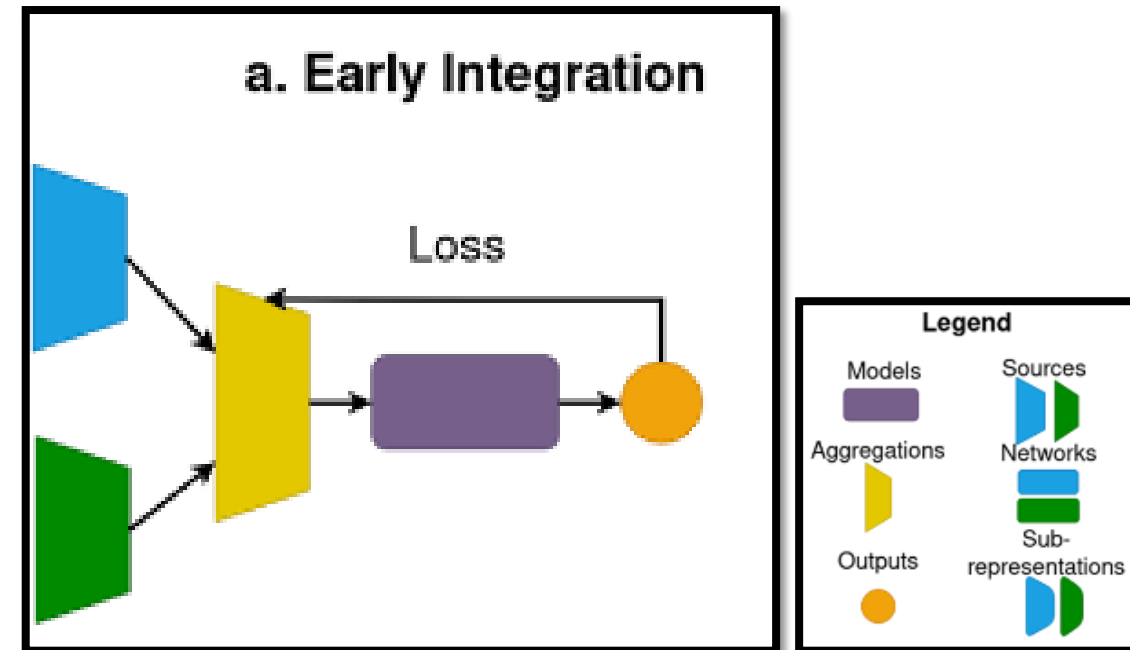 a. Early Integration
Loss
Legend
Models
Sources
Aggregations
Networks
Outputs
Sub-
representations